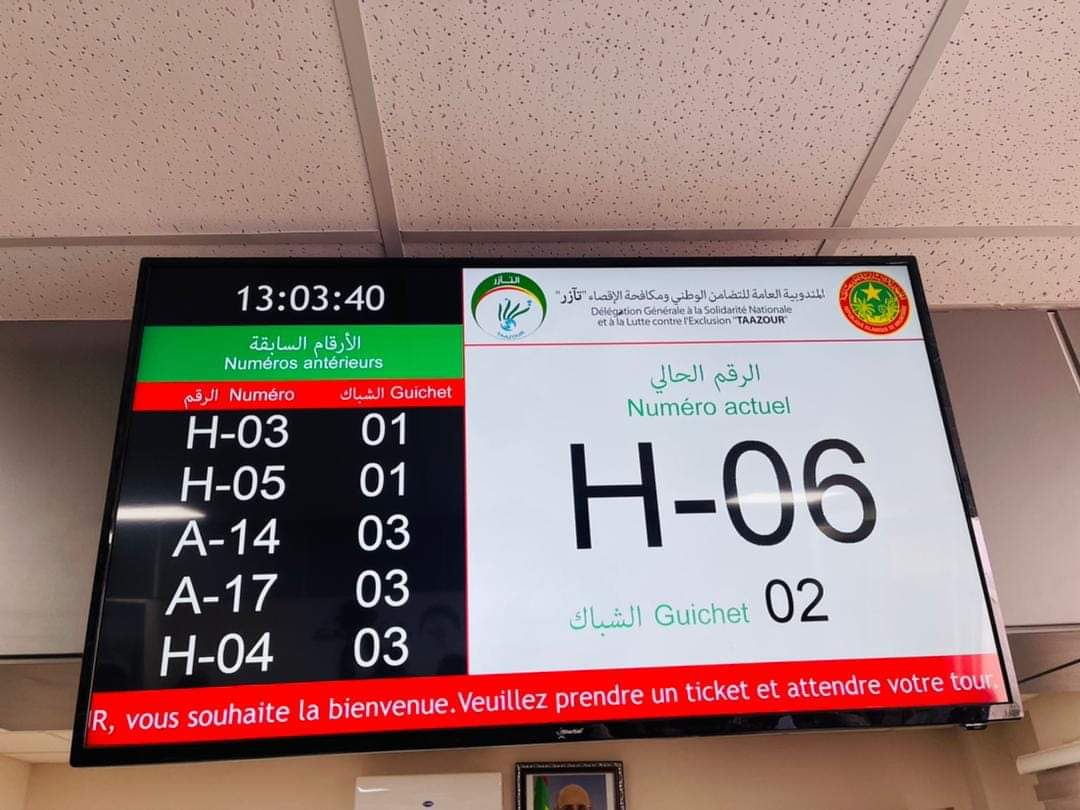 13:03:40
الأرقام السابقة
Numéros antérieurs
الرقم Numéro الشباك Guichet
H-03 01
H-05 01
A-14 03
A-17 03
H-04 03
التآزر
TAAZOUR
المندوبية العامة للتضامن الوطني ومكافحة الإقصاء "تآزر"
Délégation Générale à la Solidarité Nationale
et à la Lutte contre l'Exclusion "TAAZOUR"
الرقم الحالي
Numéro actuel
H-06
الشباك Guichet 02
R, vous souhaite la bienvenue. Veuillez prendre un ticket et attendre votre tour.